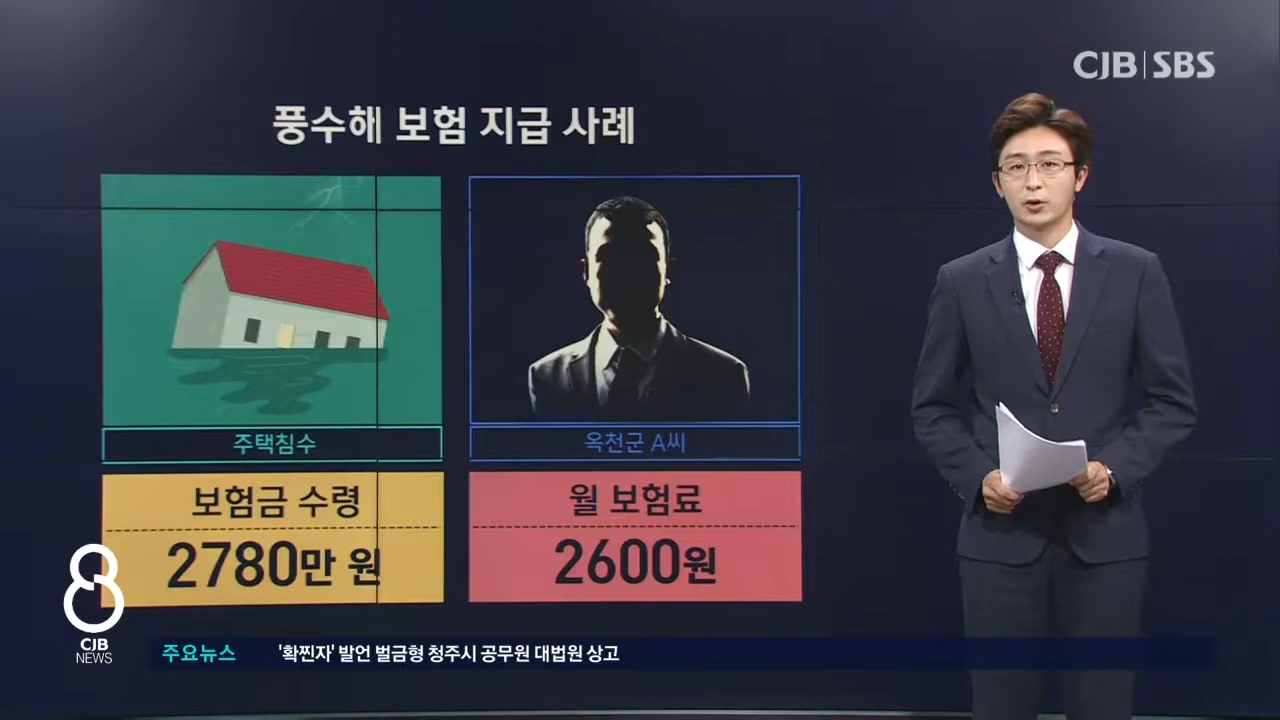 CJB SBS
풍수해 보험 지급 사례
주택침수
옥천군 A씨
보험금 수령
2780만 원
월 보험료
2600원
8
CJB
NEWS
주요뉴스 '확찐자' 발언 벌금형 청주시 공무원 대법원 상고